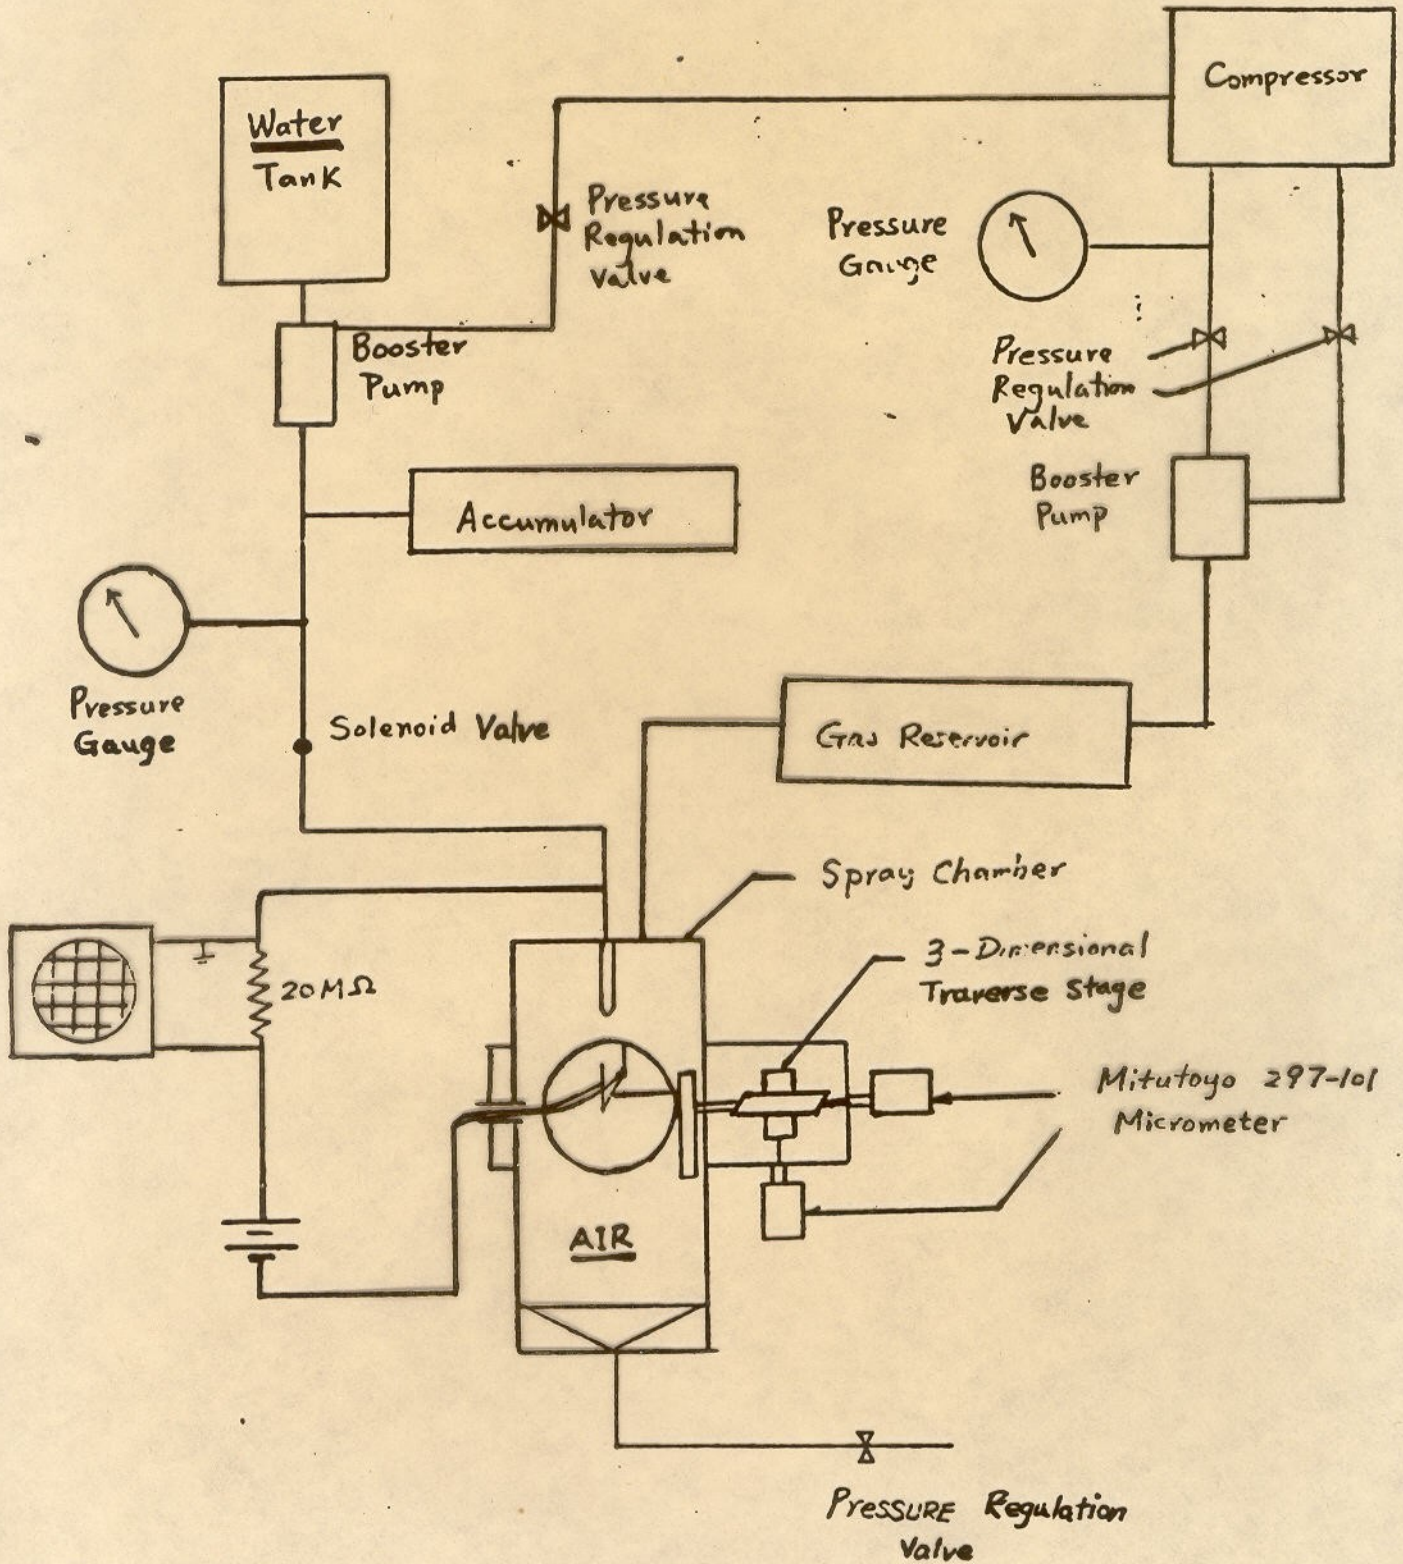 Compressor
Water
Tank
Pressure
Regulation
Valve
Pressure
Gauge
Booster
Pump
Pressure
Regulation
Valve
Booster
Pump
Accumulator
Pressure
Gauge
Solenoid Valve
Gas Reservoir
Spray Chamber
3-Dimensional
Traverse Stage
20MΩ
Mitutoyo 297-101
Micrometer
AIR
PRESSURE Regulation
Valve